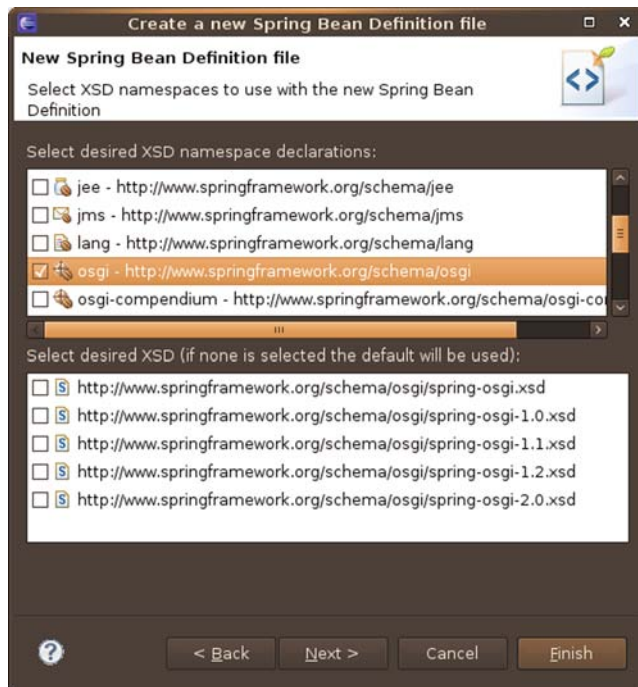 Create a new Spring Bean Definition file
New Spring Bean Definition file
Select XSD namespaces to use with the new Spring Bean
Definition
Select desired XSD namespace declarations:
jee - http://www.springframework.org/schema/jee
jms - http://www.springframework.org/schema/jms
lang - http://www.springframework.org/schema/lang
osgi - http://www.springframework.org/schema/osgi
osgi-compendium - http://www.springframework.org/schema/osgi-co
Select desired XSD (if none is selected the default will be used):
http://www.springframework.org/schema/osgi/spring-osgi.xsd
http://www.springframework.org/schema/osgi/spring-osgi-1.0.xsd
http://www.springframework.org/schema/osgi/spring-osgi-1.1.xsd
http://www.springframework.org/schema/osgi/spring-osgi-1.2.xsd
http://www.springframework.org/schema/osgi/spring-osgi-2.0.xsd
< Back Next > Cancel Finish